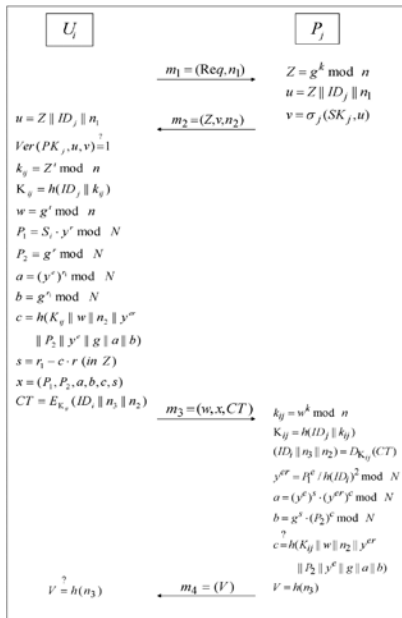 U_i
P_j
m_1 = (Req, n_1)
Z = g^k mod n
u = Z || ID_j || n_1
v = σ_j(SK_j, u)
m_2 = (Z, v, n_2)
u = Z || ID_j || n_1
Ver(PK_j, u, v) ?= 1
k_ij = Z^s mod n
K_ij = h(ID_j || k_ij)
w = g^s mod n
P_1 = S_i · y^r mod N
P_2 = g^r mod N
a = (y^e)^{r_1} mod N
b = g^{r_1} mod N
c = h(K_ij || w || n_2 || y^{er}
|| P_2 || y^e || g || a || b)
s = r_1 − c · r (in Z)
x = (P_1, P_2, a, b, c, s)
CT = E_{K_ij}(ID_i || n_3 || n_2)
m_3 = (w, x, CT)
k_ij = w^k mod n
K_ij = h(ID_j || k_ij)
(ID_i || n_3 || n_2) = D_{K_ij}(CT)
y^{er} = P_1^e / h(ID_i)^2 mod N
a = (y^e)^s · (y^{er})^c mod N
b = g^s · (P_2)^c mod N
c ?= h(K_ij || w || n_2 || y^{er}
|| P_2 || y^e || g || a || b)
V = h(n_3)
m_4 = (V)
V ?= h(n_3)